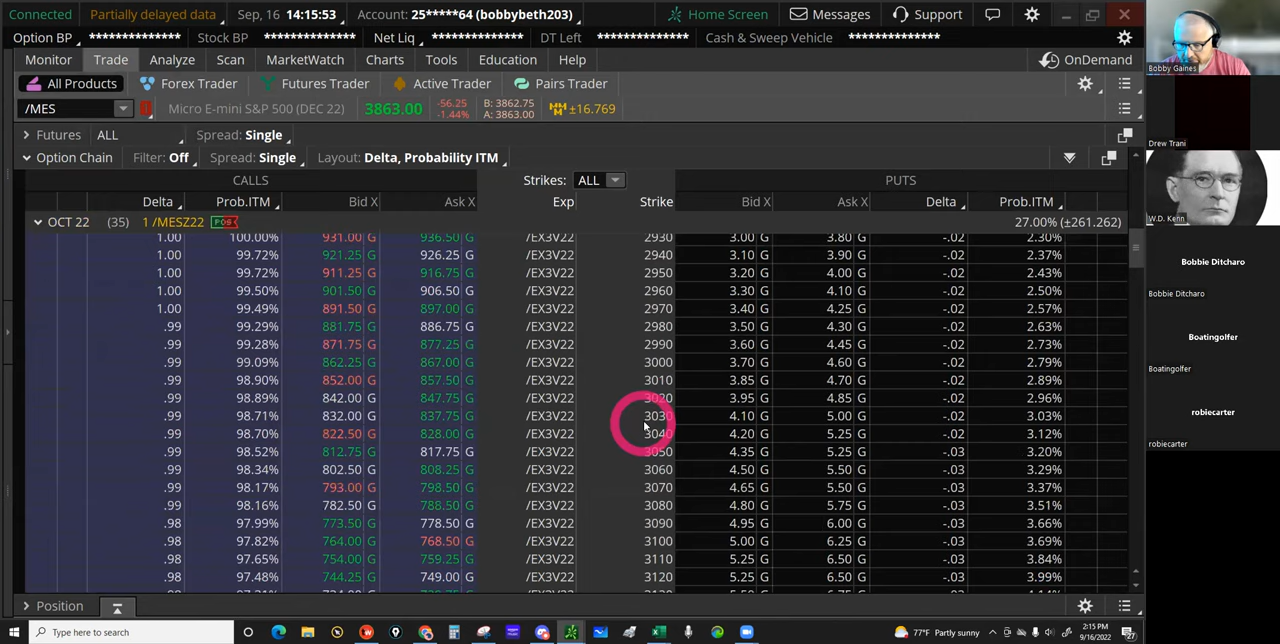 Connected Partially delayed data Sep, 16 14:15:53 Account: 25*****64 (bobbybeth203) Home Screen Messages Support
Option BP ************** Stock BP ************** Net Liq ************** DT Left ************** Cash & Sweep Vehicle **************
Monitor Trade Analyze Scan MarketWatch Charts Tools Education Help OnDemand
All Products Forex Trader Futures Trader Active Trader Pairs Trader
/MES Micro E-mini S&P 500 (DEC 22) 3863.00 -56.25 -1.44% B: 3862.75 A: 3863.00 ±16.769
Futures ALL Spread: Single
Option Chain Filter: Off Spread: Single Layout: Delta, Probability ITM
CALLS Strikes: ALL PUTS
Delta Prob.ITM Bid X Ask X Exp Strike Bid X Ask X Delta Prob.ITM
OCT 22 (35) 1 /MESZ22 27.00% (±261.262)
1.00 100.00% 931.00 G 936.50 G /EX3V22 2930 3.00 G 3.80 G -.02 2.30%
1.00 99.72% 921.25 G 926.25 G /EX3V22 2940 3.10 G 3.90 G -.02 2.37%
1.00 99.72% 911.25 G 916.75 G /EX3V22 2950 3.20 G 4.00 G -.02 2.43%
1.00 99.50% 901.50 G 906.50 G /EX3V22 2960 3.30 G 4.10 G -.02 2.50%
1.00 99.49% 891.50 G 897.00 G /EX3V22 2970 3.40 G 4.25 G -.02 2.57%
.99 99.29% 881.75 G 886.75 G /EX3V22 2980 3.50 G 4.30 G -.02 2.63%
.99 99.28% 871.75 G 877.25 G /EX3V22 2990 3.60 G 4.45 G -.02 2.73%
.99 99.09% 862.25 G 867.00 G /EX3V22 3000 3.70 G 4.60 G -.02 2.79%
.99 98.90% 852.00 G 857.50 G /EX3V22 3010 3.85 G 4.70 G -.02 2.89%
.99 98.89% 842.00 G 847.75 G /EX3V22 3020 3.95 G 4.85 G -.02 2.96%
.99 98.71% 832.00 G 837.75 G /EX3V22 3030 4.10 G 5.00 G -.02 3.03%
.99 98.70% 822.50 G 828.00 G /EX3V22 3040 4.20 G 5.25 G -.02 3.12%
.99 98.52% 812.75 G 817.75 G /EX3V22 3050 4.35 G 5.25 G -.03 3.20%
.99 98.34% 802.50 G 808.25 G /EX3V22 3060 4.50 G 5.50 G -.03 3.29%
.99 98.17% 793.00 G 798.50 G /EX3V22 3070 4.65 G 5.50 G -.03 3.37%
.99 98.16% 782.50 G 788.50 G /EX3V22 3080 4.80 G 5.75 G -.03 3.51%
.98 97.99% 773.50 G 778.50 G /EX3V22 3090 4.95 G 6.00 G -.03 3.66%
.98 97.82% 764.00 G 768.50 G /EX3V22 3100 5.00 G 6.25 G -.03 3.69%
.98 97.65% 754.00 G 759.25 G /EX3V22 3110 5.25 G 6.50 G -.03 3.84%
.98 97.48% 744.25 G 749.00 G /EX3V22 3120 5.25 G 6.75 G -.03 3.99%
Position
Type here to search 77°F Partly sunny 2:15 PM
9/16/2022
Bobby Gaines
Drew Trani
W.D. Kenn
Bobbie Ditcharo
Bobbie Ditcharo
Boatingolfer
Boatingolfer
robiecarter
robiecarter